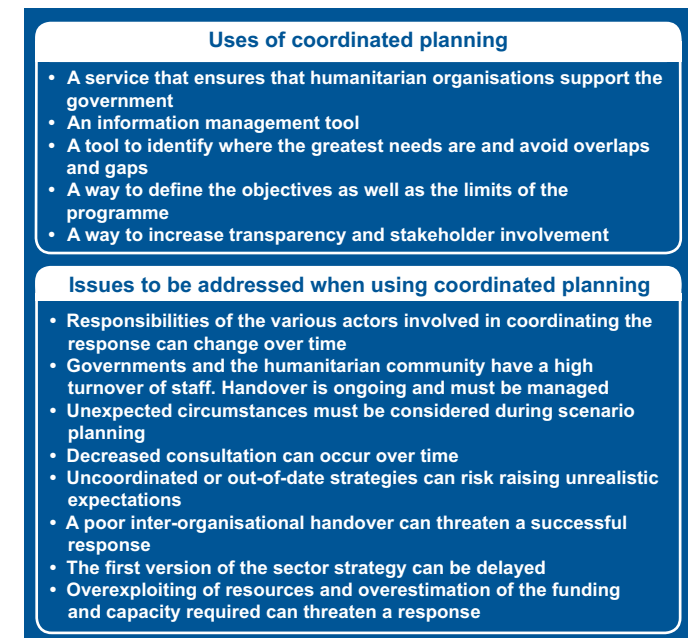 Uses of coordinated planning
• A service that ensures that humanitarian organisations support the
government
• An information management tool
• A tool to identify where the greatest needs are and avoid overlaps
and gaps
• A way to define the objectives as well as the limits of the
programme
• A way to increase transparency and stakeholder involvement
Issues to be addressed when using coordinated planning
• Responsibilities of the various actors involved in coordinating the
response can change over time
• Governments and the humanitarian community have a high
turnover of staff. Handover is ongoing and must be managed
• Unexpected circumstances must be considered during scenario
planning
• Decreased consultation can occur over time
• Uncoordinated or out-of-date strategies can risk raising unrealistic
expectations
• A poor inter-organisational handover can threaten a successful
response
• The first version of the sector strategy can be delayed
• Overexploiting of resources and overestimation of the funding
and capacity required can threaten a response